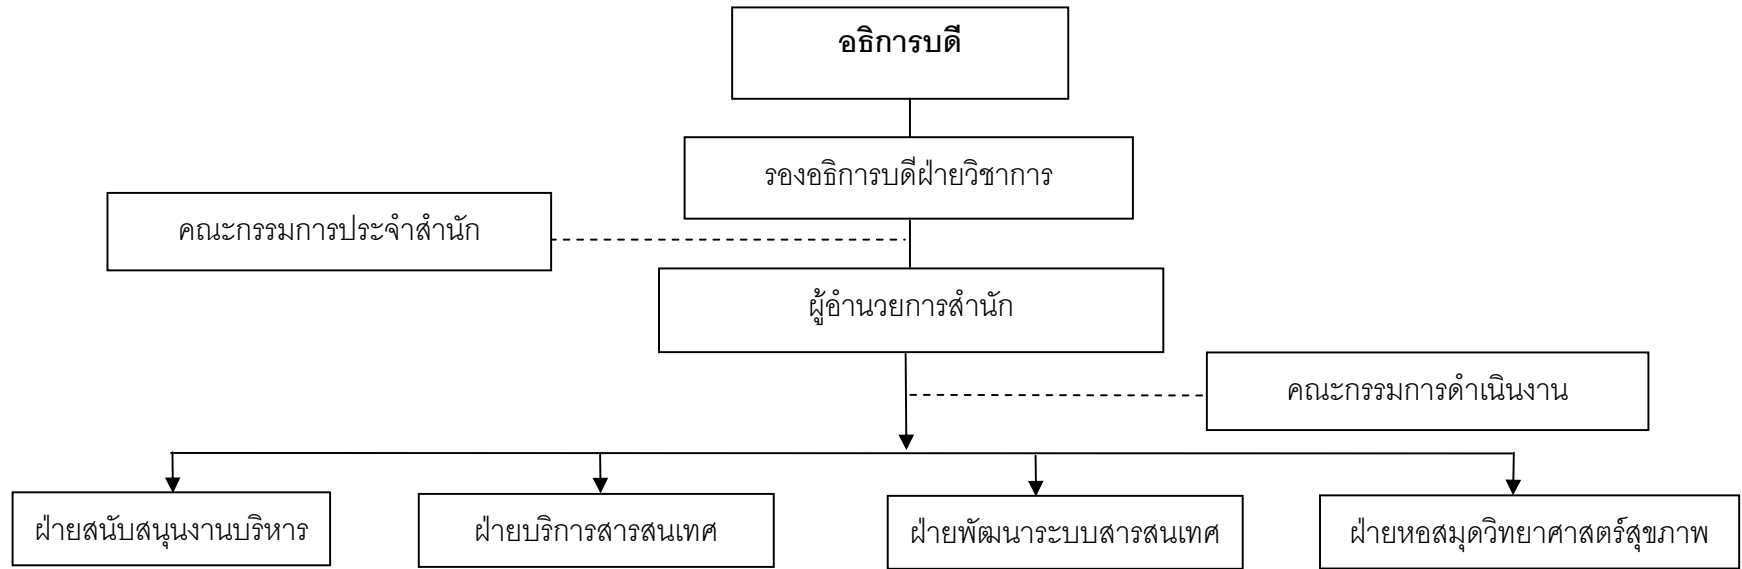 อธิการบดี
รองอธิการบดีฝ่ายวิชาการ
คณะกรรมการประจำสำนัก
ผู้อำนวยการสำนัก
คณะกรรมการดำเนินงาน
ฝ่ายสนับสนุนงานบริหาร
ฝ่ายบริการสารสนเทศ
ฝ่ายพัฒนาระบบสารสนเทศ
ฝ่ายหอสมุดวิทยาศาสตร์สุขภาพ